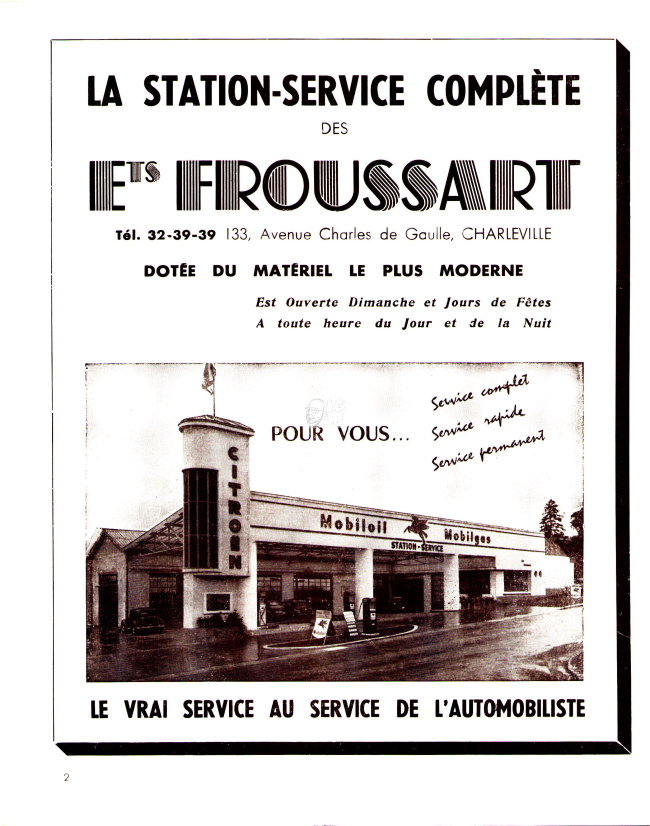 LA STATION-SERVICE COMPLÈTE
DES
ETS FROUSSART
Tél. 32-39-39 133, Avenue Charles de Gaulle, CHARLEVILLE
DOTÉE DU MATÉRIEL LE PLUS MODERNE
Est Ouverte Dimanche et Jours de Fêtes
A toute heure du Jour et de la Nuit
POUR VOUS...
Service complet
Service rapide
Service permanent
CITROEN
Mobiloil
Mobilgas
STATION-SERVICE
LE VRAI SERVICE AU SERVICE DE L'AUTOMOBILISTE
2